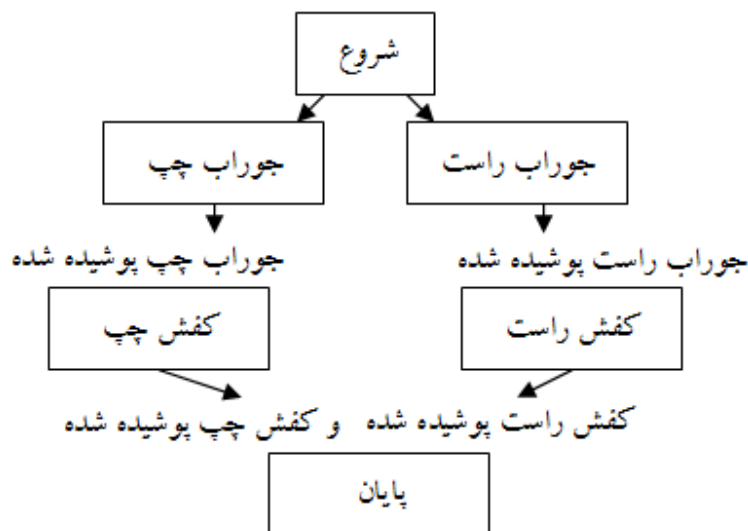 شروع
جوراب راست
جوراب چپ
جوراب راست پوشیده شده
جوراب چپ پوشیده شده
کفش راست
کفش چپ
کفش راست پوشیده شده و کفش چپ پوشیده شده
پایان